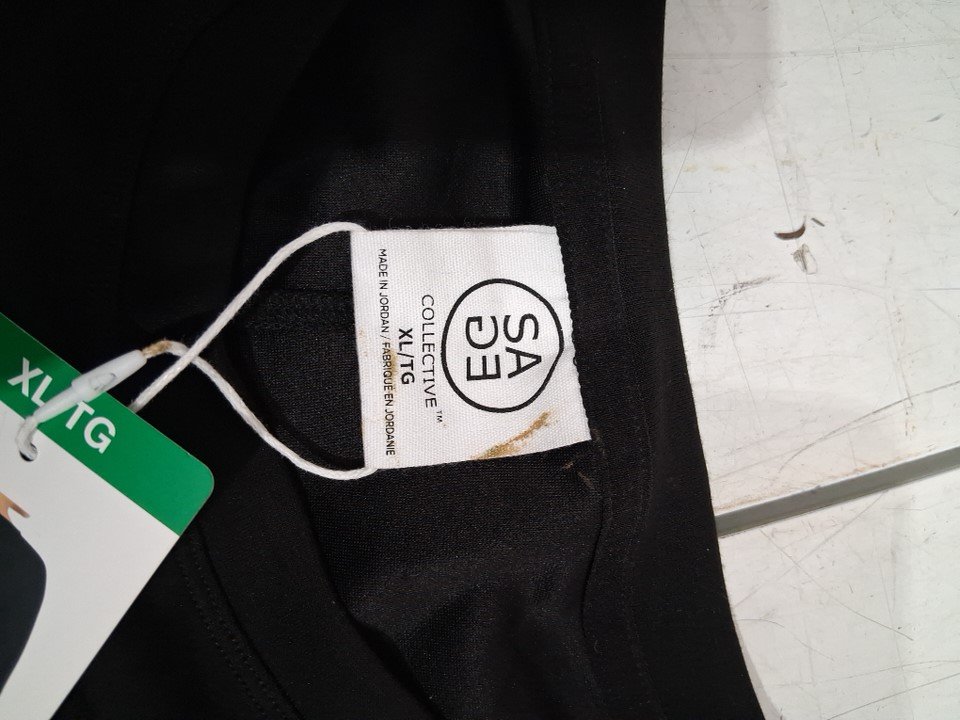 SA
GE
COLLECTIVE™
XL/TG
MADE IN JORDAN / FABRIQUÉ EN JORDANIE
XL/TG